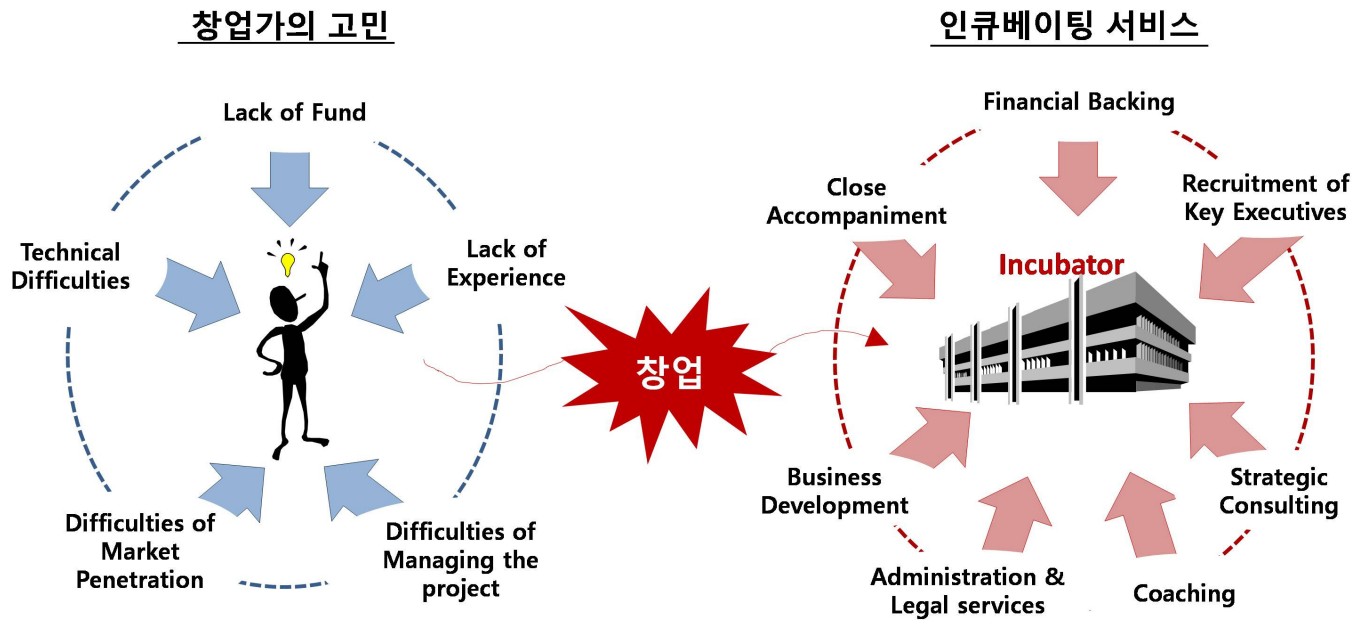 창업가의 고민
Lack of Fund
Technical
Difficulties
Lack of
Experience
Difficulties of
Market
Penetration
Difficulties of
Managing the
project
창업
인큐베이팅 서비스
Financial Backing
Close
Accompaniment
Recruitment of
Key Executives
Incubator
Business
Development
Strategic
Consulting
Administration &
Legal services
Coaching